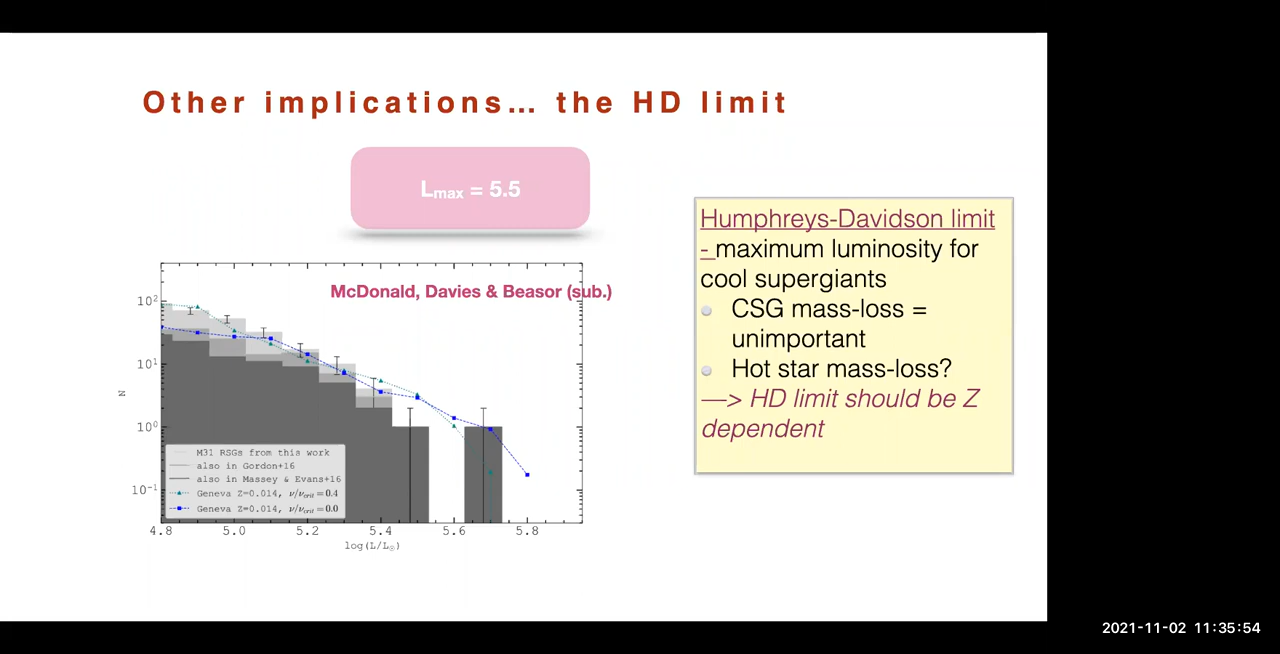 Other implications... the HD limit
Lmax = 5.5
McDonald, Davies & Beasor (sub.)
10²
10¹
10⁰
10⁻¹
N
M31 RSGs from this work
also in Gordon+16
also in Massey & Evans+16
Geneva Z=0.014, ν/νcrit=0.4
Geneva Z=0.014, ν/νcrit=0.0
4.8 5.0 5.2 5.4 5.6 5.8
log(L/L☉)
Humphreys-Davidson limit
- maximum luminosity for
cool supergiants
CSG mass-loss =
unimportant
Hot star mass-loss?
—> HD limit should be Z
dependent
2021-11-02 11:35:54